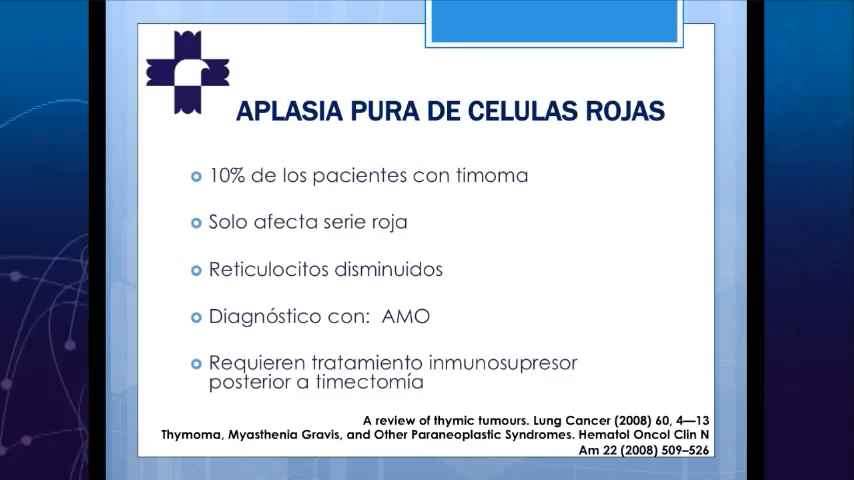 APLASIA PURA DE CELULAS ROJAS
10% de los pacientes con timoma
Solo afecta serie roja
Reticulocitos disminuidos
Diagnóstico con: AMO
Requieren tratamiento inmunosupresor
posterior a timectomía
A review of thymic tumours. Lung Cancer (2008) 60, 4—13
Thymoma, Myasthenia Gravis, and Other Paraneoplastic Syndromes. Hematol Oncol Clin N
Am 22 (2008) 509–526